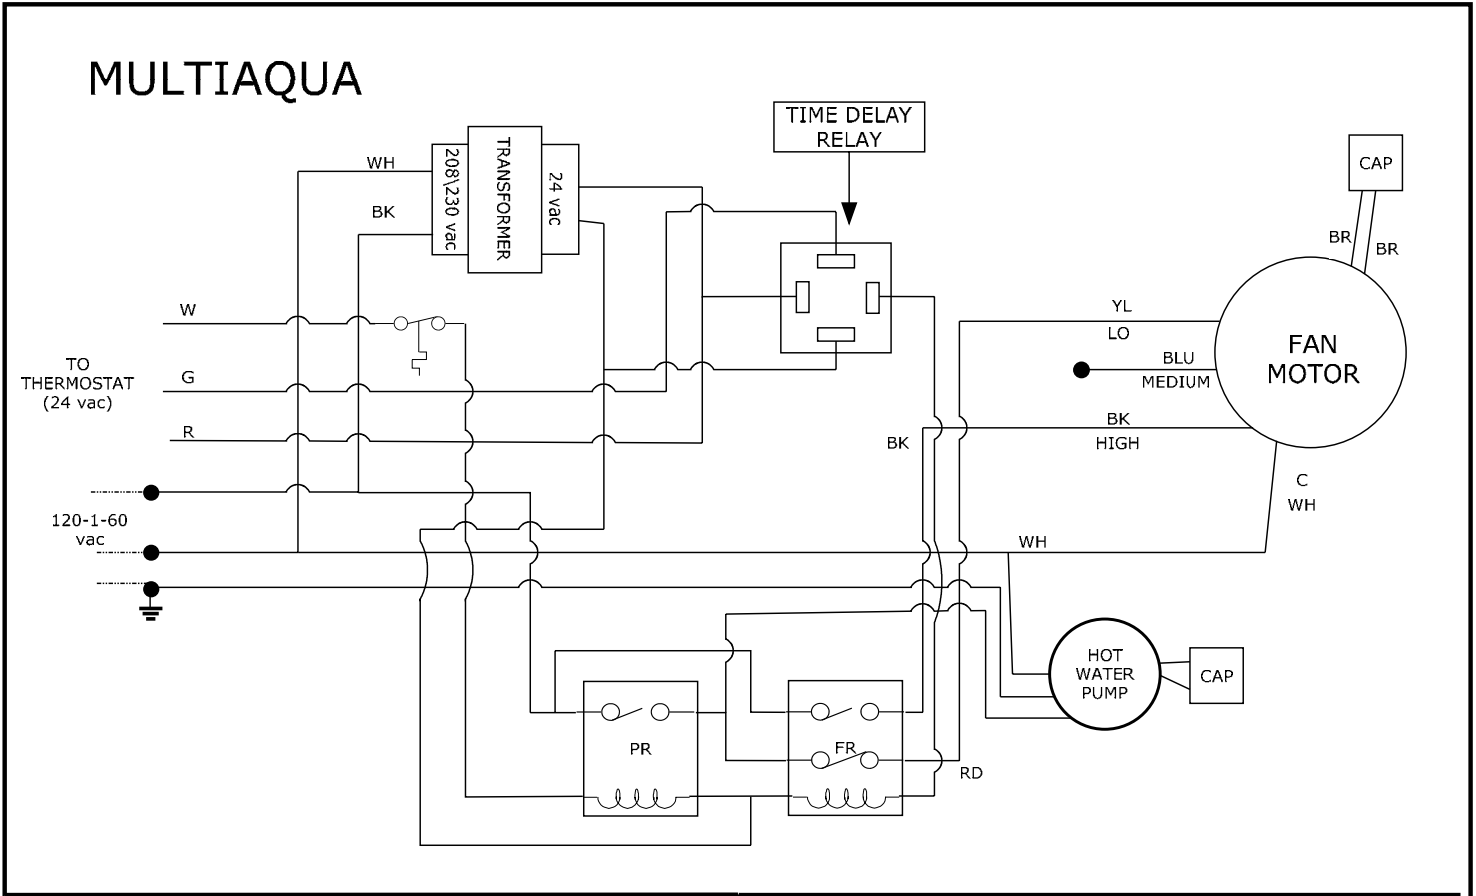 MULTIAQUA
TIME DELAY
RELAY
WH
BK
208\230 vac
TRANSFORMER
24 vac
CAP
BR
BR
W
TO
THERMOSTAT
(24 vac)
G
R
YL
LO
BLU
MEDIUM
BK
HIGH
FAN
MOTOR
BK
C
WH
120-1-60
vac
WH
HOT
WATER
PUMP
CAP
PR
FR
RD